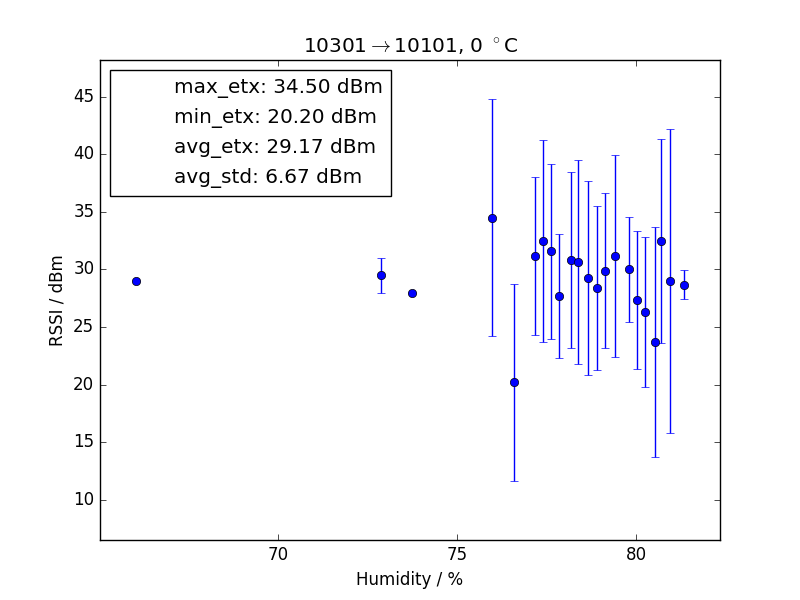 10301→10101, 0 °C
max_etx: 34.50 dBm
min_etx: 20.20 dBm
avg_etx: 29.17 dBm
avg_std: 6.67 dBm
45
40
35
30
25
20
15
10
RSSI / dBm
70 75 80
Humidity / %